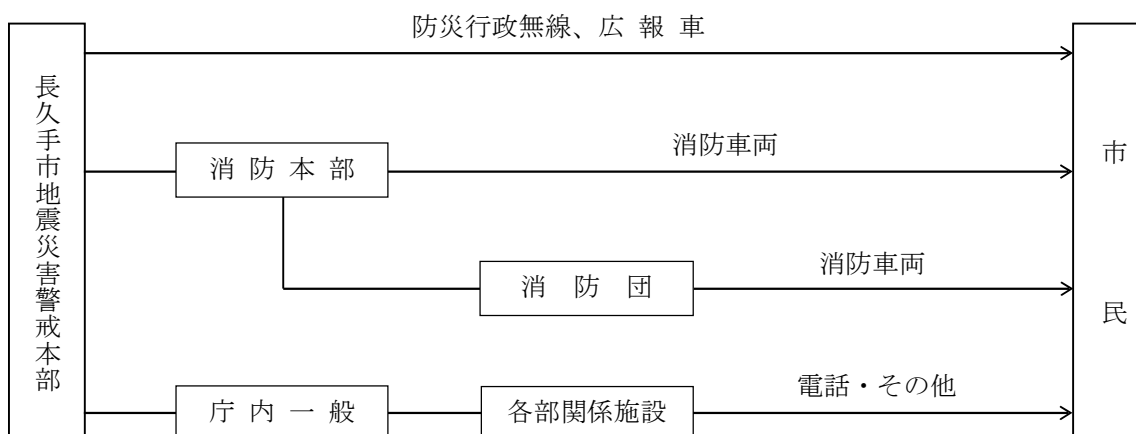 防災行政無線、広 報 車
長久手市地震災害警戒本部
消 防 本 部
消防車両
市 民
消 防 団
消防車両
庁 内 一 般
各部関係施設
電話・その他